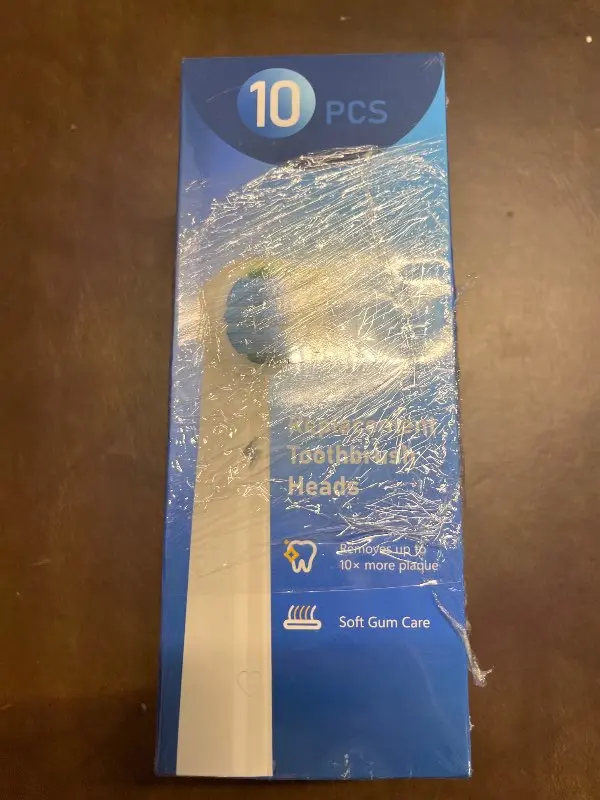 10 PCS
Replacement
Toothbrush
Heads
Removes up to
10× more plaque
Soft Gum Care